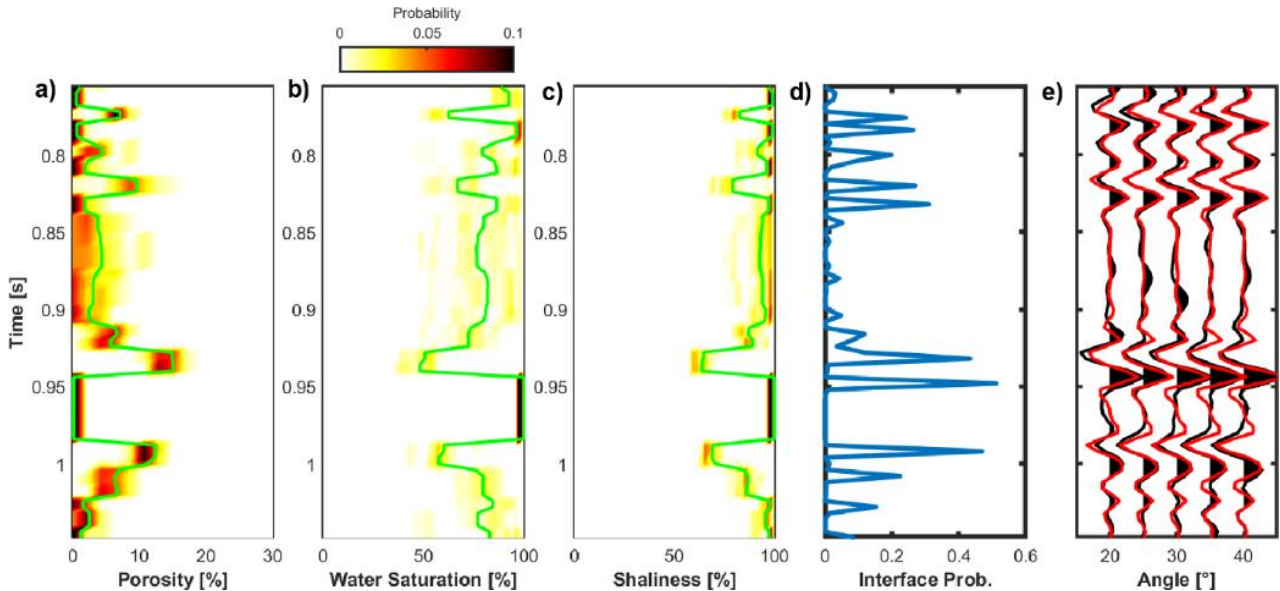 Probability
0 0.05 0.1
a) b) c) d) e)
0.8 0.8 0.8
0.85 0.85 0.85
0.9 0.9 0.9
0.95 0.95 0.95
1 1 1
Time [s]
0 10 20 30
0 50 100
0 50 100
0 0.2 0.4 0.6
20 30 40
Porosity [%]
Water Saturation [%]
Shaliness [%]
Interface Prob.
Angle [°]